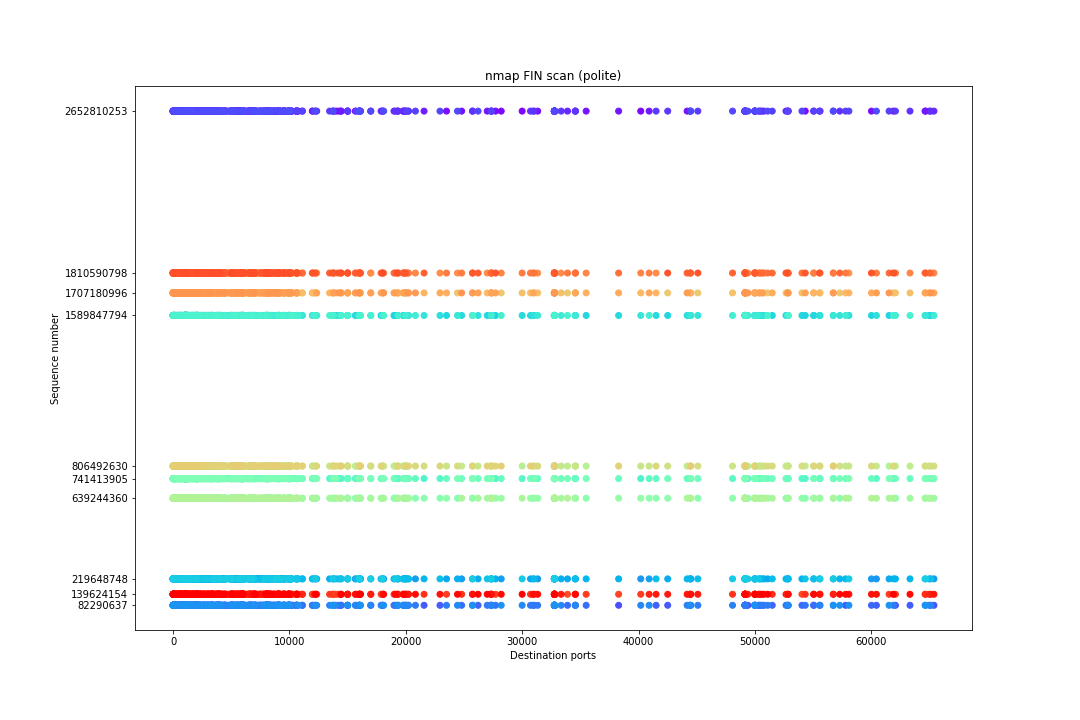 nmap FIN scan (polite)
2652810253
1810590798
1707180996
1589847794
Sequence number
806492630
741413905
639244360
219648748
139624154
82290637
0 10000 20000 30000 40000 50000 60000
Destination ports